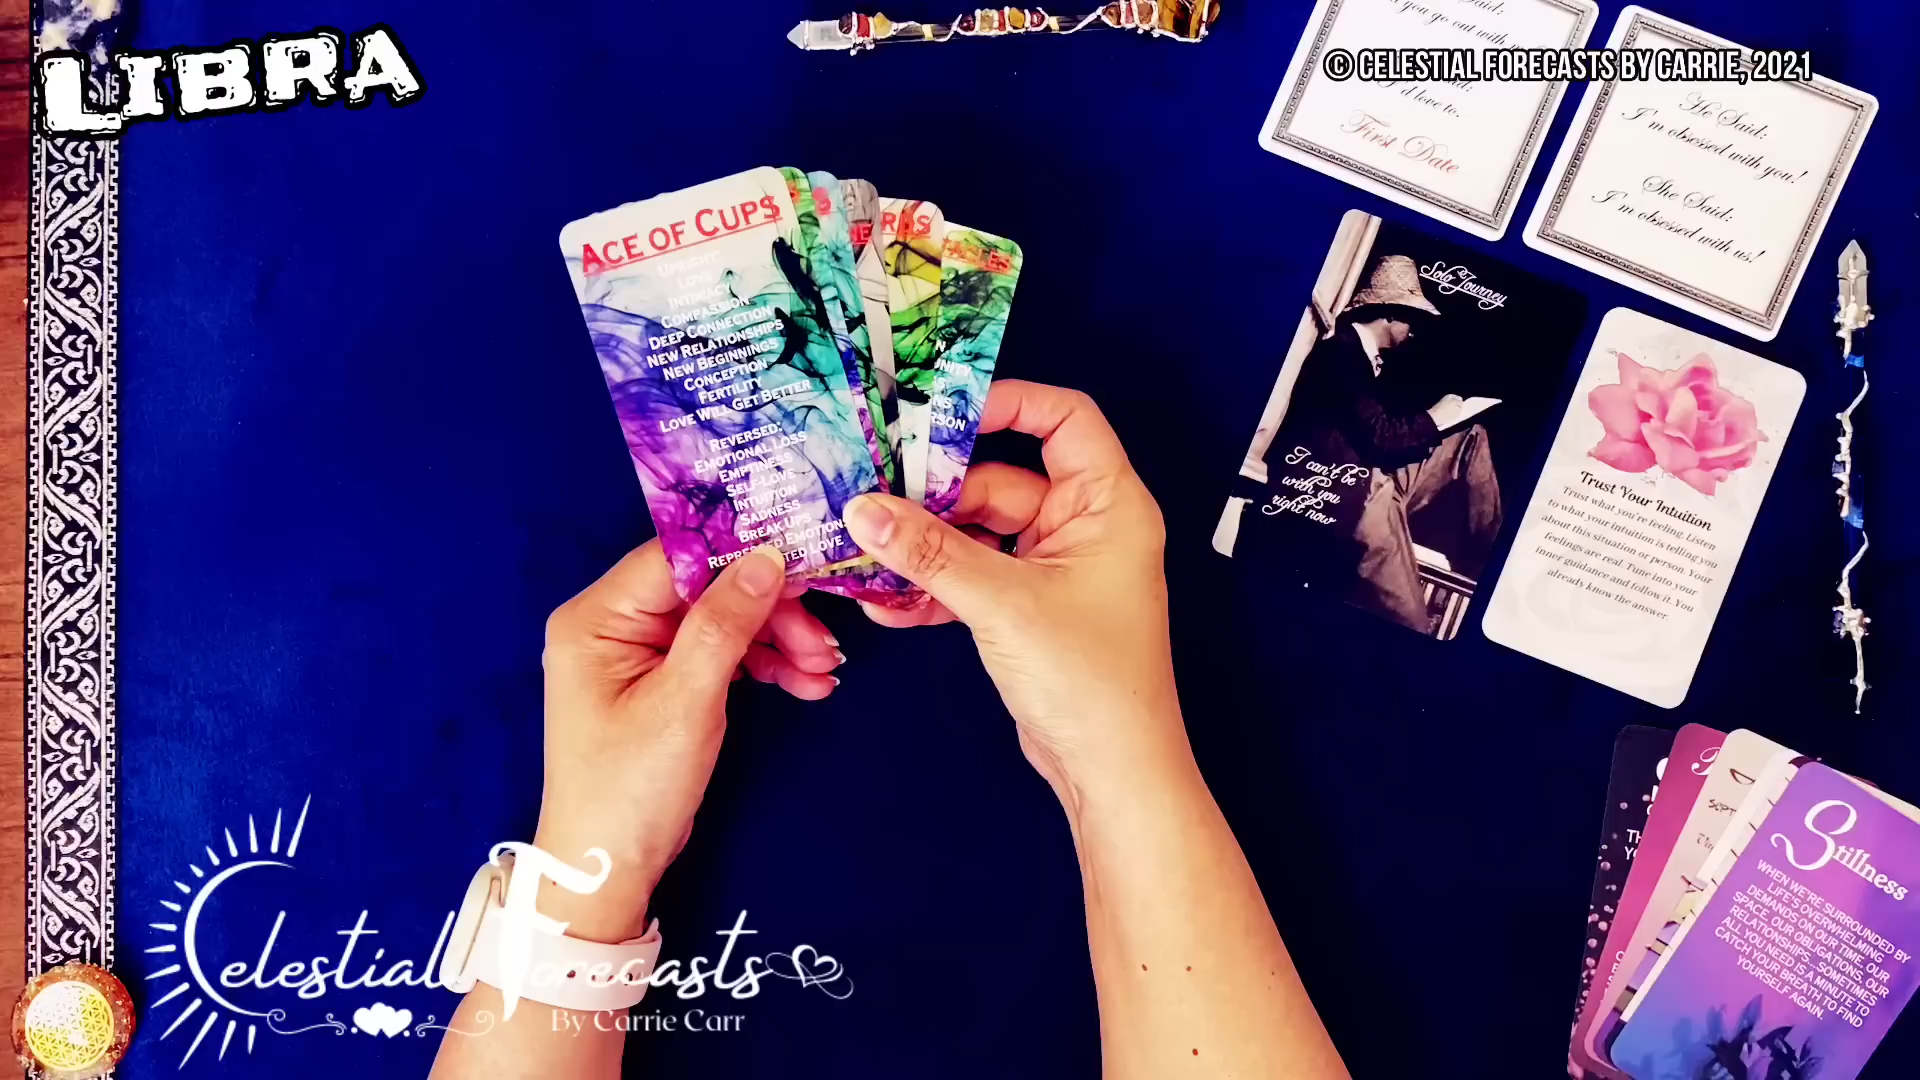 LIBRA
© CELESTIAL FORECASTS BY CARRIE, 2021
you go out with
I'd love to.
First Date
He Said:
I'm obsessed with you!
She Said:
I'm obsessed with us!
ACE OF CUPS
UPRIGHT:
LOVE
INTIMACY
COMPASSION
DEEP CONNECTION
NEW RELATIONSHIPS
NEW BEGINNINGS
CONCEPTION
FERTILITY
LOVE WILL GET BETTER
REVERSED:
EMOTIONAL LOSS
EMPTINESS
SELF-LOVE
INTUITION
SADNESS
BREAKUPS
Solo Journey
I can't be
with you
right now
Trust Your Intuition
Trust what you're feeling. Listen
to what your intuition is telling you
about this situation or person. Your
feelings are real. Tune into your
inner guidance and follow it. You
already know the answer.
Stillness
WHEN WE'RE SURROUNDED BY
LIFE'S OVERWHELMING
DEMANDS ON OUR TIME, OUR
SPACE, OUR OBLIGATIONS, OUR
RELATIONSHIPS...SOMETIMES
ALL YOU NEED IS A MINUTE TO
CATCH YOUR BREATH TO FIND
YOURSELF AGAIN.
Celestial Forecasts
By Carrie Carr